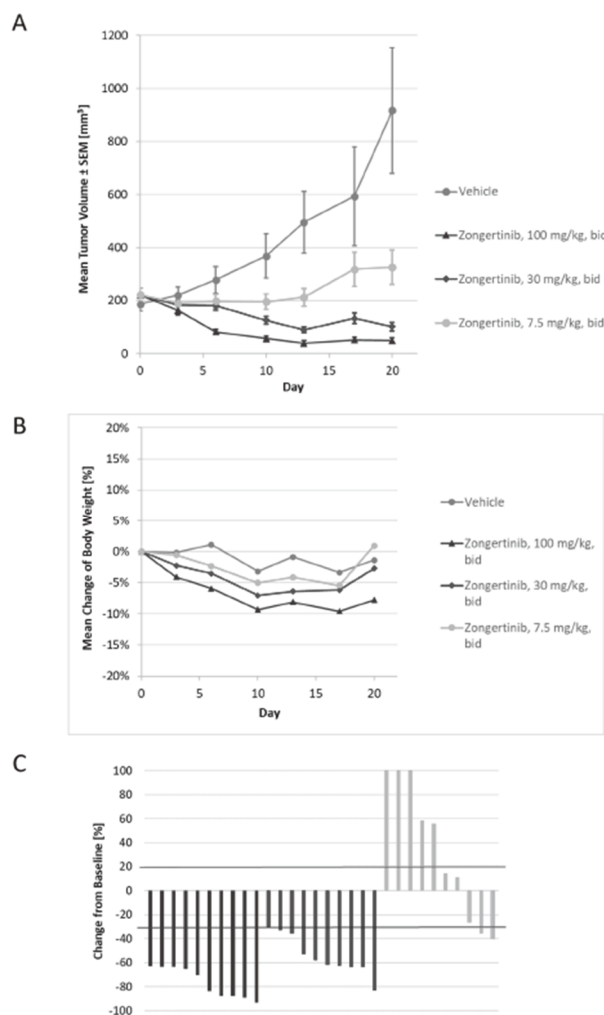 A
Mean Tumor Volume ± SEM [mm³]
1200
1000
800
600
400
200
0
0 5 10 15 20
Day
Vehicle
Zongertinib, 100 mg/kg, bid
Zongertinib, 30 mg/kg, bid
Zongertinib, 7.5 mg/kg, bid
B
Mean Change of Body Weight [%]
20%
15%
10%
5%
0%
-5%
-10%
-15%
-20%
0 5 10 15 20
Day
Vehicle
Zongertinib, 100 mg/kg,
bid
Zongertinib, 30 mg/kg,
bid
Zongertinib, 7.5 mg/kg,
bid
C
Change from Baseline [%]
100
80
60
40
20
0
-20
-40
-60
-80
-100